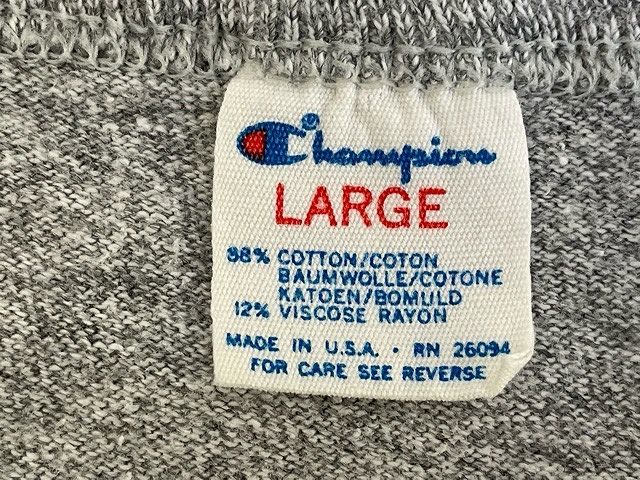 Champion
LARGE
88% COTTON/COTON
BAUMWOLLE/COTONE
KATOEN/BOMULD
12% VISCOSE RAYON
MADE IN U.S.A. · RN 26094
FOR CARE SEE REVERSE